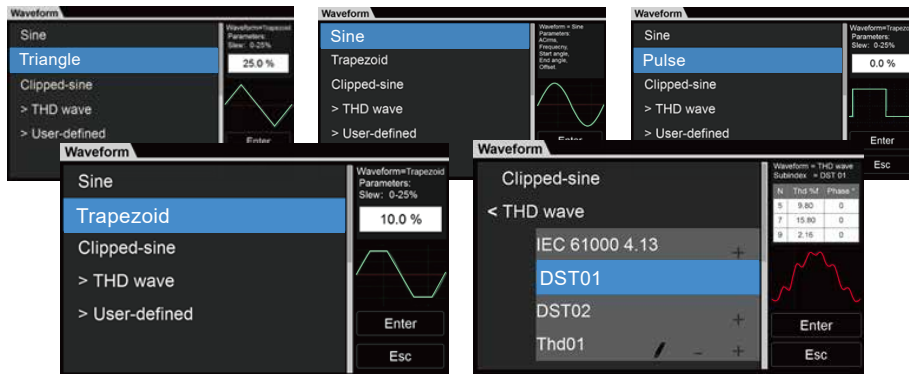 Waveform
Sine
Triangle
Clipped-sine
> THD wave
> User-defined
Waveform=Trapezoid
Parameters:
Slew: 0-25%
25.0 %
Enter
Waveform
Sine
Trapezoid
Clipped-sine
> THD wave
> User-defined
Waveform = Sine
Parameters:
ACrms,
Frequecny,
Start angle,
End angle,
Offset.
Enter
Waveform
Sine
Pulse
Clipped-sine
> THD wave
> User-defined
Waveform=Trapezo
Parameters:
Slew: 0-25%
0.0 %
Enter
Esc
Waveform
Sine
Trapezoid
Clipped-sine
> THD wave
> User-defined
Waveform=Trapezoid
Parameters:
Slew: 0-25%
10.0 %
Enter
Esc
Waveform
Clipped-sine
< THD wave
IEC 61000 4.13 +
DST01
DST02 +
Thd01 - +
Waveform = THD wave
Subindex = DST 01
N Thd %f Phase °
5 9.80 0
7 15.80 0
9 2.16 0
Enter
Esc